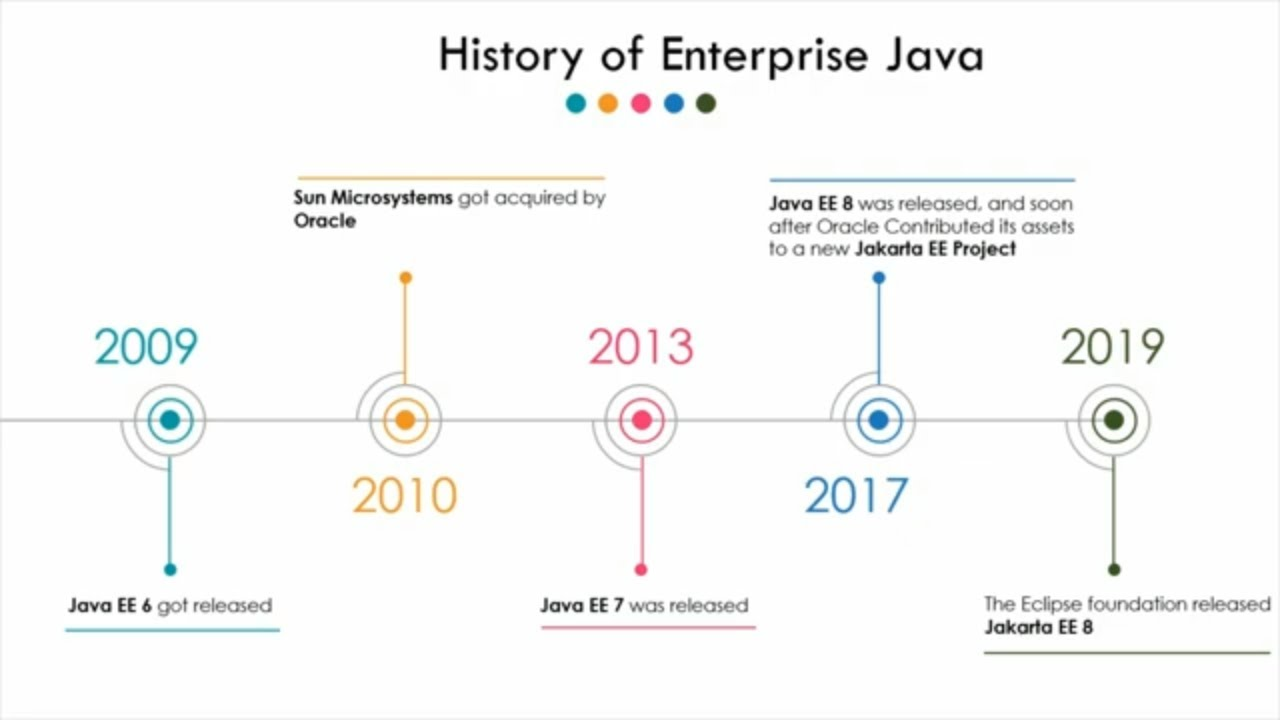 History of Enterprise Java
Sun Microsystems got acquired by
Oracle
Java EE 8 was released, and soon
after Oracle Contributed its assets
to a new Jakarta EE Project
2009
2013
2019
2010
2017
Java EE 6 got released
Java EE 7 was released
The Eclipse foundation released
Jakarta EE 8